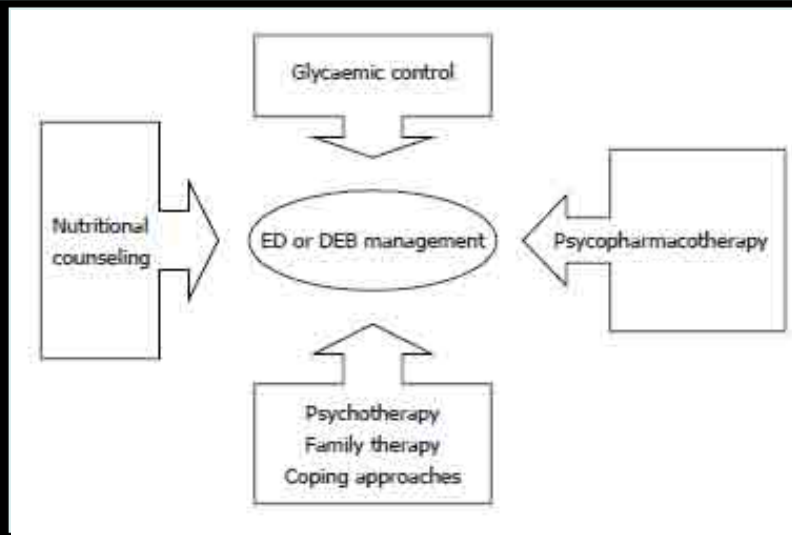 Glycaemic control
Nutritional
counseling
ED or DEB management
Psycopharmacotherapy
Psychotherapy
Family therapy
Coping approaches